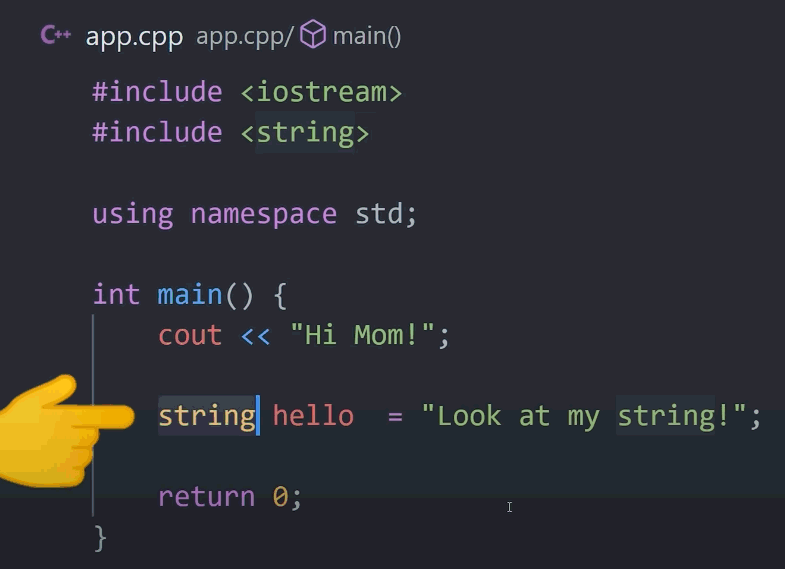 C++ app.cpp app.cpp/ main()
#include <iostream>
#include <string>
using namespace std;
int main() {
    cout << "Hi Mom!";
    string hello  = "Look at my string!";
    return 0;
}